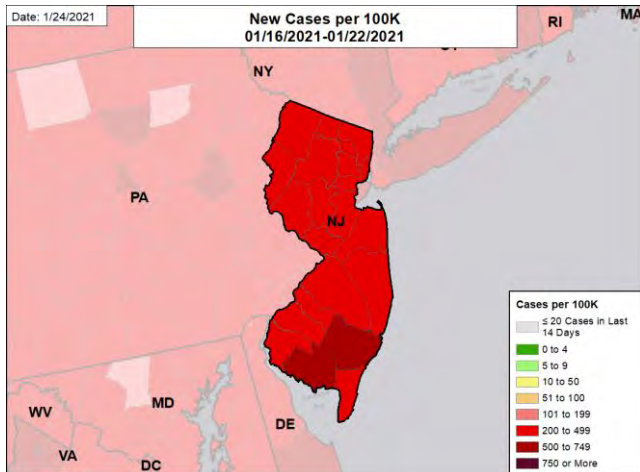 Date: 1/24/2021
New Cases per 100K
01/16/2021-01/22/2021
MA
RI
NY
PA
NJ
MD
WV
DE
VA
DC
Cases per 100K
≤ 20 Cases in Last
14 Days
0 to 4
5 to 9
10 to 50
51 to 100
101 to 199
200 to 499
500 to 749
750 or More